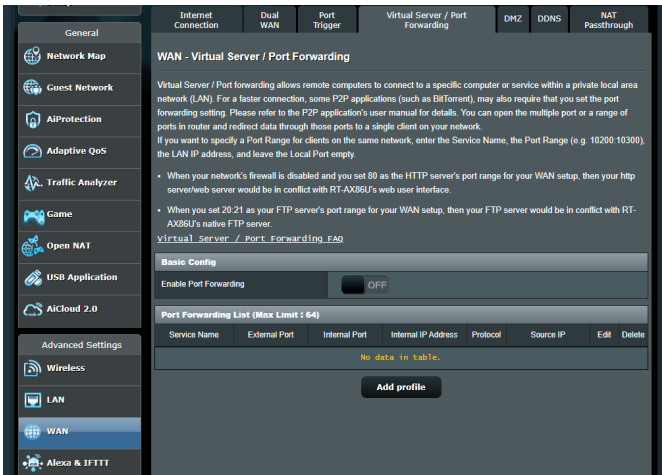 Internet Connection
Dual WAN
Port Trigger
Virtual Server / Port Forwarding
DMZ
DDNS
NAT Passthrough
General
Network Map
Guest Network
AiProtection
Adaptive QoS
Traffic Analyzer
Game
Open NAT
USB Application
AiCloud 2.0
Advanced Settings
Wireless
LAN
WAN
Alexa & IFTTT
WAN - Virtual Server / Port Forwarding
Virtual Server / Port forwarding allows remote computers to connect to a specific computer or service within a private local area
network (LAN). For a faster connection, some P2P applications (such as BitTorrent), may also require that you set the port
forwarding setting. Please refer to the P2P application's user manual for details. You can open the multiple port or a range of
ports in router and redirect data through those ports to a single client on your network.
If you want to specify a Port Range for clients on the same network, enter the Service Name, the Port Range (e.g. 10200:10300),
the LAN IP address, and leave the Local Port empty.
• When your network's firewall is disabled and you set 80 as the HTTP server's port range for your WAN setup, then your http
server/web server would be in conflict with RT-AX86U's web user interface.
• When you set 20:21 as your FTP server's port range for your WAN setup, then your FTP server would be in conflict with RT-
AX86U's native FTP server.
Virtual Server / Port Forwarding FAQ
Basic Config
Enable Port Forwarding OFF
Port Forwarding List (Max Limit : 64)
Service Name External Port Internal Port Internal IP Address Protocol Source IP Edit Delete
No data in table.
Add profile